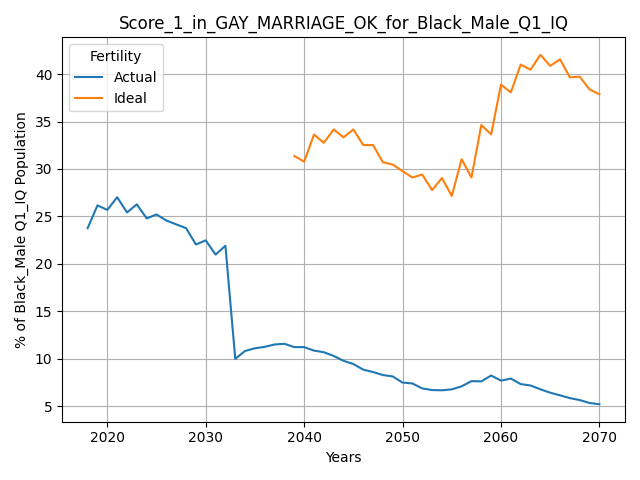 Score_1_in_GAY_MARRIAGE_OK_for_Black_Male_Q1_IQ
Fertility
Actual
Ideal
% of Black_Male Q1_IQ Population
40
35
30
25
20
15
10
5
2020 2030 2040 2050 2060 2070
Years